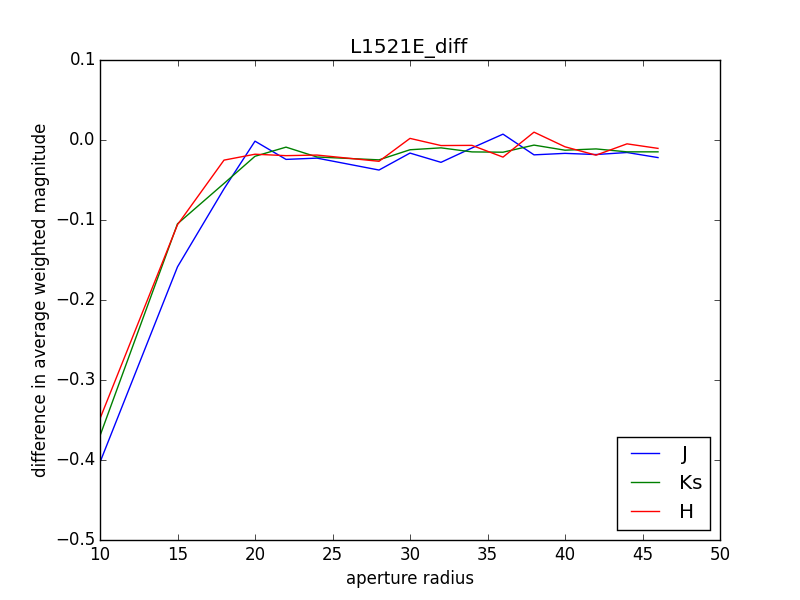 L1521E_diff
difference in average weighted magnitude
0.1
0.0
−0.1
−0.2
−0.3
−0.4
−0.5
J
Ks
H
10 15 20 25 30 35 40 45 50
aperture radius